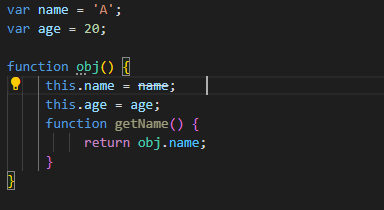 var name = 'A';
var age = 20;
function obj() {
this.name = name;
this.age = age;
function getName() {
return obj.name;
}
}